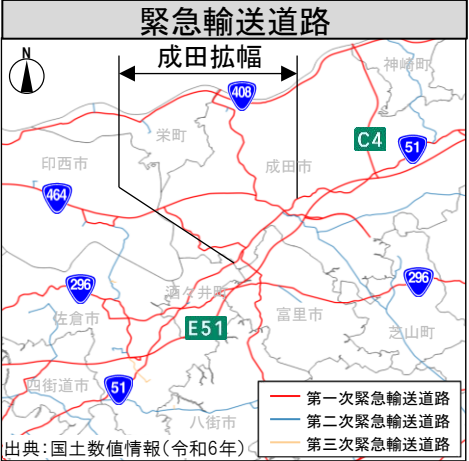 緊急輸送道路
N
成田拡幅
神崎町
408
栄町
C4
51
印西市
成田市
464
296
酒々井町
296
佐倉市
富里市
E51
芝山町
四街道市
51
第一次緊急輸送道路
八街市
第二次緊急輸送道路
出典:国土数値情報(令和6年)
第三次緊急輸送道路